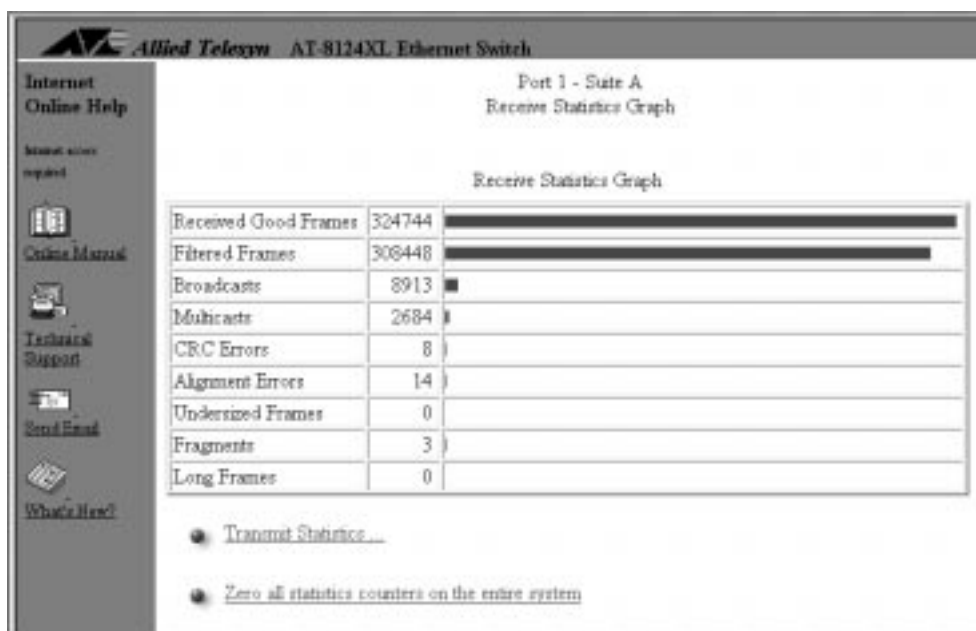 Allied Telesyn AT-8124XL Ethernet Switch
Internet
Online Help
Internet access
required
Online Manual
Technical
Support
Send Email
What's New?
Port 1 - Suite A
Receive Statistics Graph
Receive Statistics Graph
Received Good Frames 324744
Filtered Frames 308448
Broadcasts 8913
Multicasts 2684
CRC Errors 8
Alignment Errors 14
Undersized Frames 0
Fragments 3
Long Frames 0
Transmit Statistics ...
Zero all statistics counters on the entire system